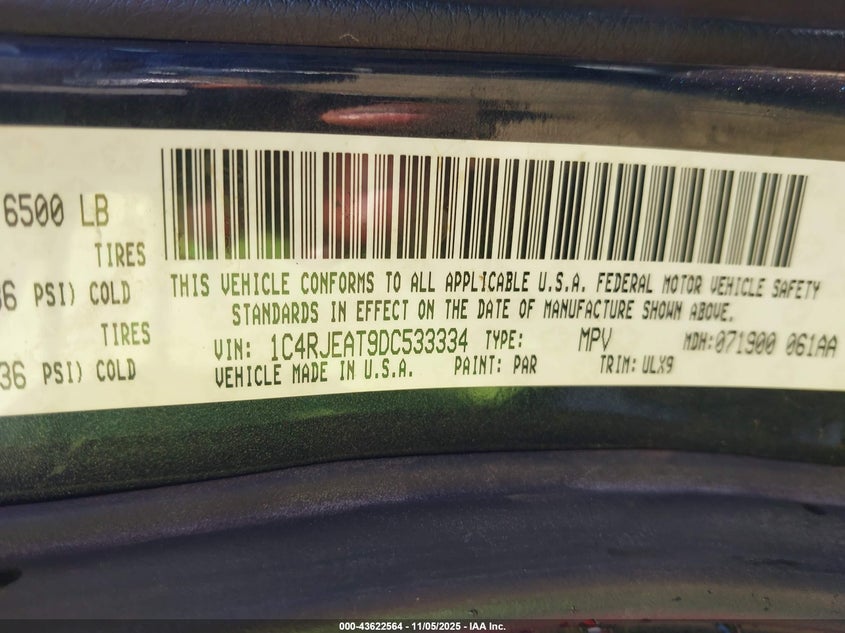 6500 LB
TIRES
36 PSI) COLD
TIRES
36 PSI) COLD
THIS VEHICLE CONFORMS TO ALL APPLICABLE U.S.A. FEDERAL MOTOR VEHICLE SAFETY
STANDARDS IN EFFECT ON THE DATE OF MANUFACTURE SHOWN ABOVE.
VIN: 1C4RJEAT9DC533334 TYPE: MPV MDH: 071900 061AA
VEHICLE MADE IN U.S.A. PAINT: PAR TRIM: ULX9
000-43622564 - 11/05/2025 - IAA Inc.